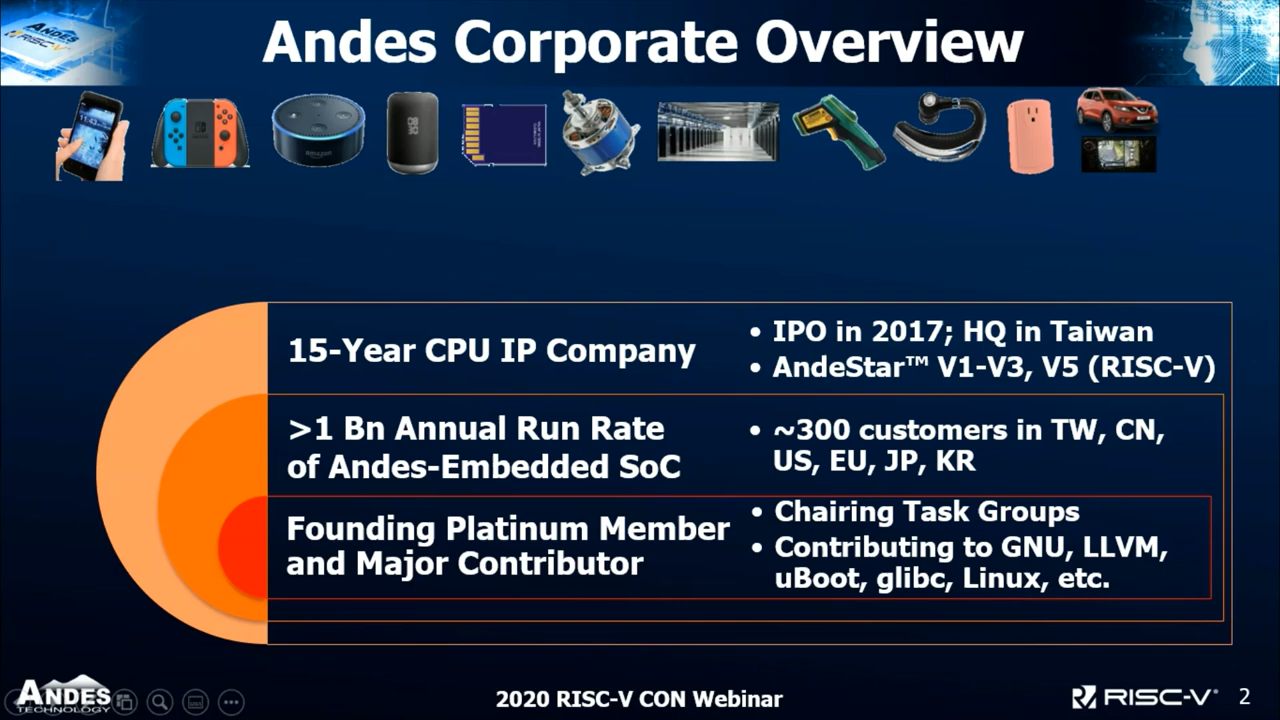 Andes Corporate Overview
ANDES
RISC-V
amazon
15-Year CPU IP Company
• IPO in 2017; HQ in Taiwan
• AndeStar™ V1-V3, V5 (RISC-V)
>1 Bn Annual Run Rate
of Andes-Embedded SoC
• ~300 customers in TW, CN,
US, EU, JP, KR
Founding Platinum Member
and Major Contributor
• Chairing Task Groups
• Contributing to GNU, LLVM,
uBoot, glibc, Linux, etc.
ANDES
TECHNOLOGY
2020 RISC-V CON Webinar
RISC-V®
2